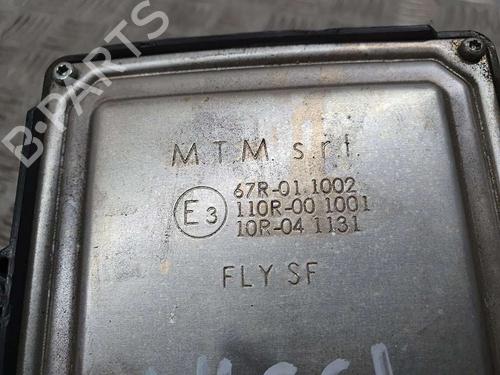 B-PARTS
M.T.M. s.r.l.
E3
67R-01 1002
110R-00 1001
10R-04 1131
FLY SF